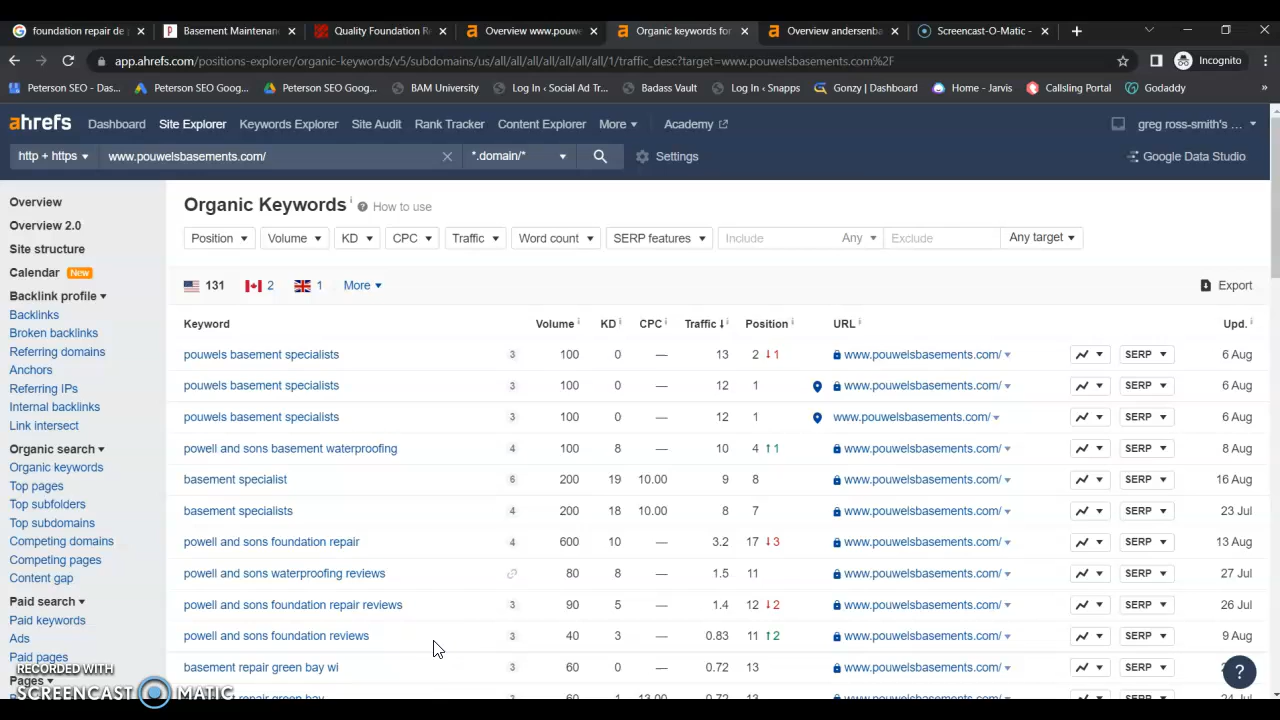 foundation repair de p
Basement Maintenanc
Quality Foundation Re
Overview www.pouwe
Organic keywords for
Overview andersenba
Screencast-O-Matic -
app.ahrefs.com/positions-explorer/organic-keywords/v5/subdomains/us/all/all/all/all/all/all/1/traffic_desc?target=www.pouwelsbasements.com%2F
Incognito
Peterson SEO - Das...
Peterson SEO Goog...
Peterson SEO Goog...
BAM University
Log In ‹ Social Ad Tr...
Badass Vault
Log In ‹ Snapps
Gonzy | Dashboard
Home - Jarvis
Callsling Portal
Godaddy
»
ahrefs Dashboard Site Explorer Keywords Explorer Site Audit Rank Tracker Content Explorer More Academy
greg ross-smith's ...
http + https www.pouwelsbasements.com/ *.domain/* Settings Google Data Studio
Overview
Overview 2.0
Site structure
Calendar New
Backlink profile
Backlinks
Broken backlinks
Referring domains
Anchors
Referring IPs
Internal backlinks
Link intersect
Organic search
Organic keywords
Top pages
Top subfolders
Top subdomains
Competing domains
Competing pages
Content gap
Paid search
Paid keywords
Ads
Paid pages
Pages
RECORDED WITH
SCREENCAST MATIC
Organic Keywords i ? How to use
Position Volume KD CPC Traffic Word count SERP features Include Any Exclude Any target
131 2 1 More Export
Keyword Volume KD CPC Traffic Position URL Upd.
pouwels basement specialists 3 100 0 — 13 2 ↓1 www.pouwelsbasements.com/ SERP 6 Aug
pouwels basement specialists 3 100 0 — 12 1 www.pouwelsbasements.com/ SERP 6 Aug
pouwels basement specialists 3 100 0 — 12 1 www.pouwelsbasements.com/ SERP 6 Aug
powell and sons basement waterproofing 4 100 8 — 10 4 ↑1 www.pouwelsbasements.com/ SERP 8 Aug
basement specialist 6 200 19 10.00 9 8 www.pouwelsbasements.com/ SERP 16 Aug
basement specialists 4 200 18 10.00 8 7 www.pouwelsbasements.com/ SERP 23 Jul
powell and sons foundation repair 4 600 10 — 3.2 17 ↓3 www.pouwelsbasements.com/ SERP 13 Aug
powell and sons waterproofing reviews 80 8 — 1.5 11 www.pouwelsbasements.com/ SERP 27 Jul
powell and sons foundation repair reviews 3 90 5 — 1.4 12 ↓2 www.pouwelsbasements.com/ SERP 26 Jul
powell and sons foundation reviews 3 40 3 — 0.83 11 ↑2 www.pouwelsbasements.com/ SERP 9 Aug
basement repair green bay wi 3 60 0 — 0.72 13 www.pouwelsbasements.com/ SERP
?